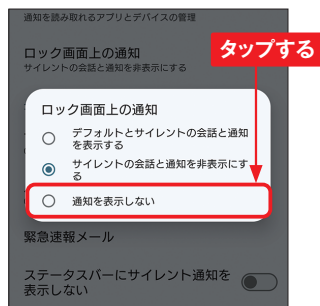 通知を読み取れるアプリとデバイスの管理
ロック画面上の通知
サイレントの会話と通知を非表示にする
タップする
ロック画面上の通知
デフォルトとサイレントの会話と通知
を表示する
サイレントの会話と通知を非表示にす
る
通知を表示しない
緊急速報メール
ステータスバーにサイレント通知を
表示しない